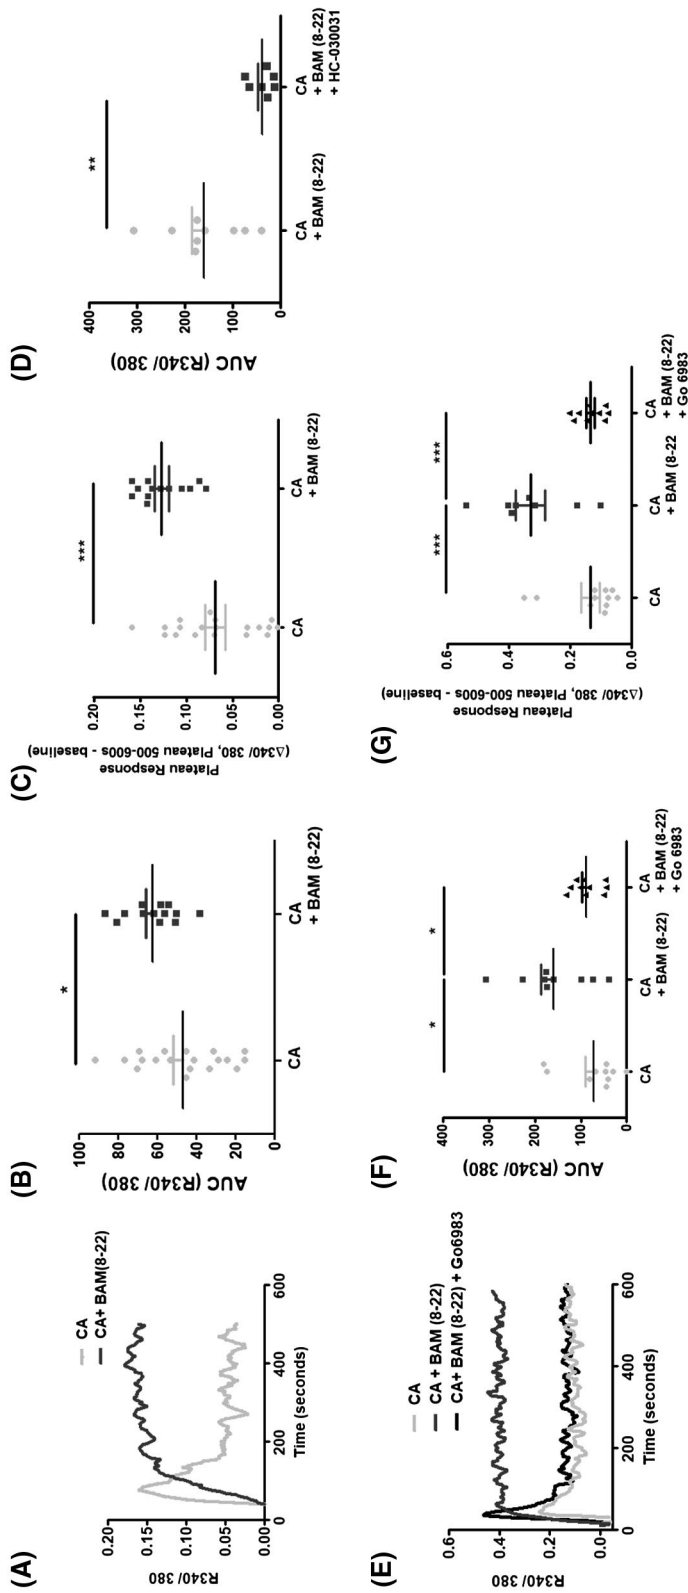 (A)
R340/ 380
0.20
0.15
0.10
0.05
0.00
0
200
400
600
Time (seconds)
CA
CA+ BAM(8-22)
(B)
AUC (R340/ 380)
100
80
60
40
20
0
*
CA
CA
+ BAM (8-22)
(C)
Plateau Response
(Δ340/ 380, Plateau 500-600s - baseline)
0.20
0.15
0.10
0.05
0.00
***
CA
CA
+ BAM (8-22)
(D)
AUC (R340/ 380)
400
300
200
100
0
**
CA
+ BAM (8-22)
CA
+ BAM (8-22)
+ HC-030031
(E)
R340/ 380
0.6
0.4
0.2
0.0
0
200
400
600
Time (seconds)
CA
CA + BAM (8-22)
CA+ BAM (8-22) + Go6983
(F)
AUC (R340/ 380)
400
300
200
100
0
*
*
CA
CA
+ BAM (8-22)
CA
+ BAM (8-22)
+ Go 6983
(G)
Plateau Response
(Δ340/ 380, Plateau 500-600s - baseline)
0.6
0.4
0.2
0.0
***
***
CA
CA
+ BAM (8-22
CA
+ BAM (8-22)
+ Go 6983